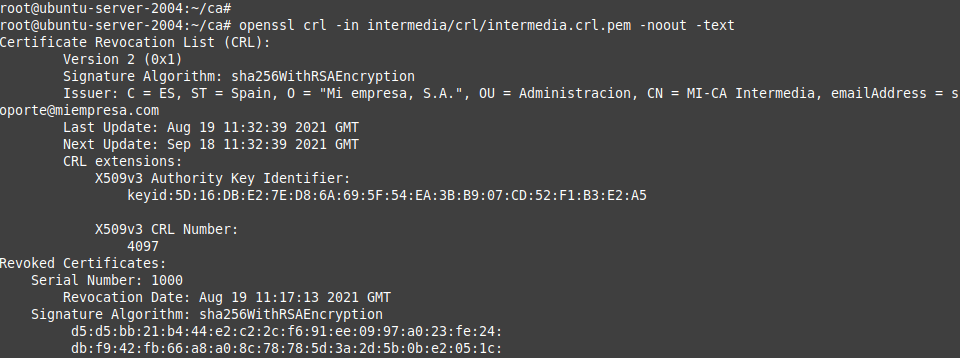 root@ubuntu-server-2004:~/ca#
root@ubuntu-server-2004:~/ca# openssl crl -in intermedia/crl/intermedia.crl.pem -noout -text
Certificate Revocation List (CRL):
        Version 2 (0x1)
        Signature Algorithm: sha256WithRSAEncryption
        Issuer: C = ES, ST = Spain, O = "Mi empresa, S.A.", OU = Administracion, CN = MI-CA Intermedia, emailAddress = s
oporte@miempresa.com
        Last Update: Aug 19 11:32:39 2021 GMT
        Next Update: Sep 18 11:32:39 2021 GMT
        CRL extensions:
            X509v3 Authority Key Identifier:
                keyid:5D:16:DB:E2:7E:D8:6A:69:5F:54:EA:3B:B9:07:CD:52:F1:B3:E2:A5
            X509v3 CRL Number:
                4097
Revoked Certificates:
    Serial Number: 1000
        Revocation Date: Aug 19 11:17:13 2021 GMT
    Signature Algorithm: sha256WithRSAEncryption
         d5:d5:bb:21:b4:44:e2:c2:2c:f6:91:ee:09:97:a0:23:fe:24:
         db:f9:42:fb:66:a8:a0:8c:78:78:5d:3a:2d:5b:0b:e2:05:1c: